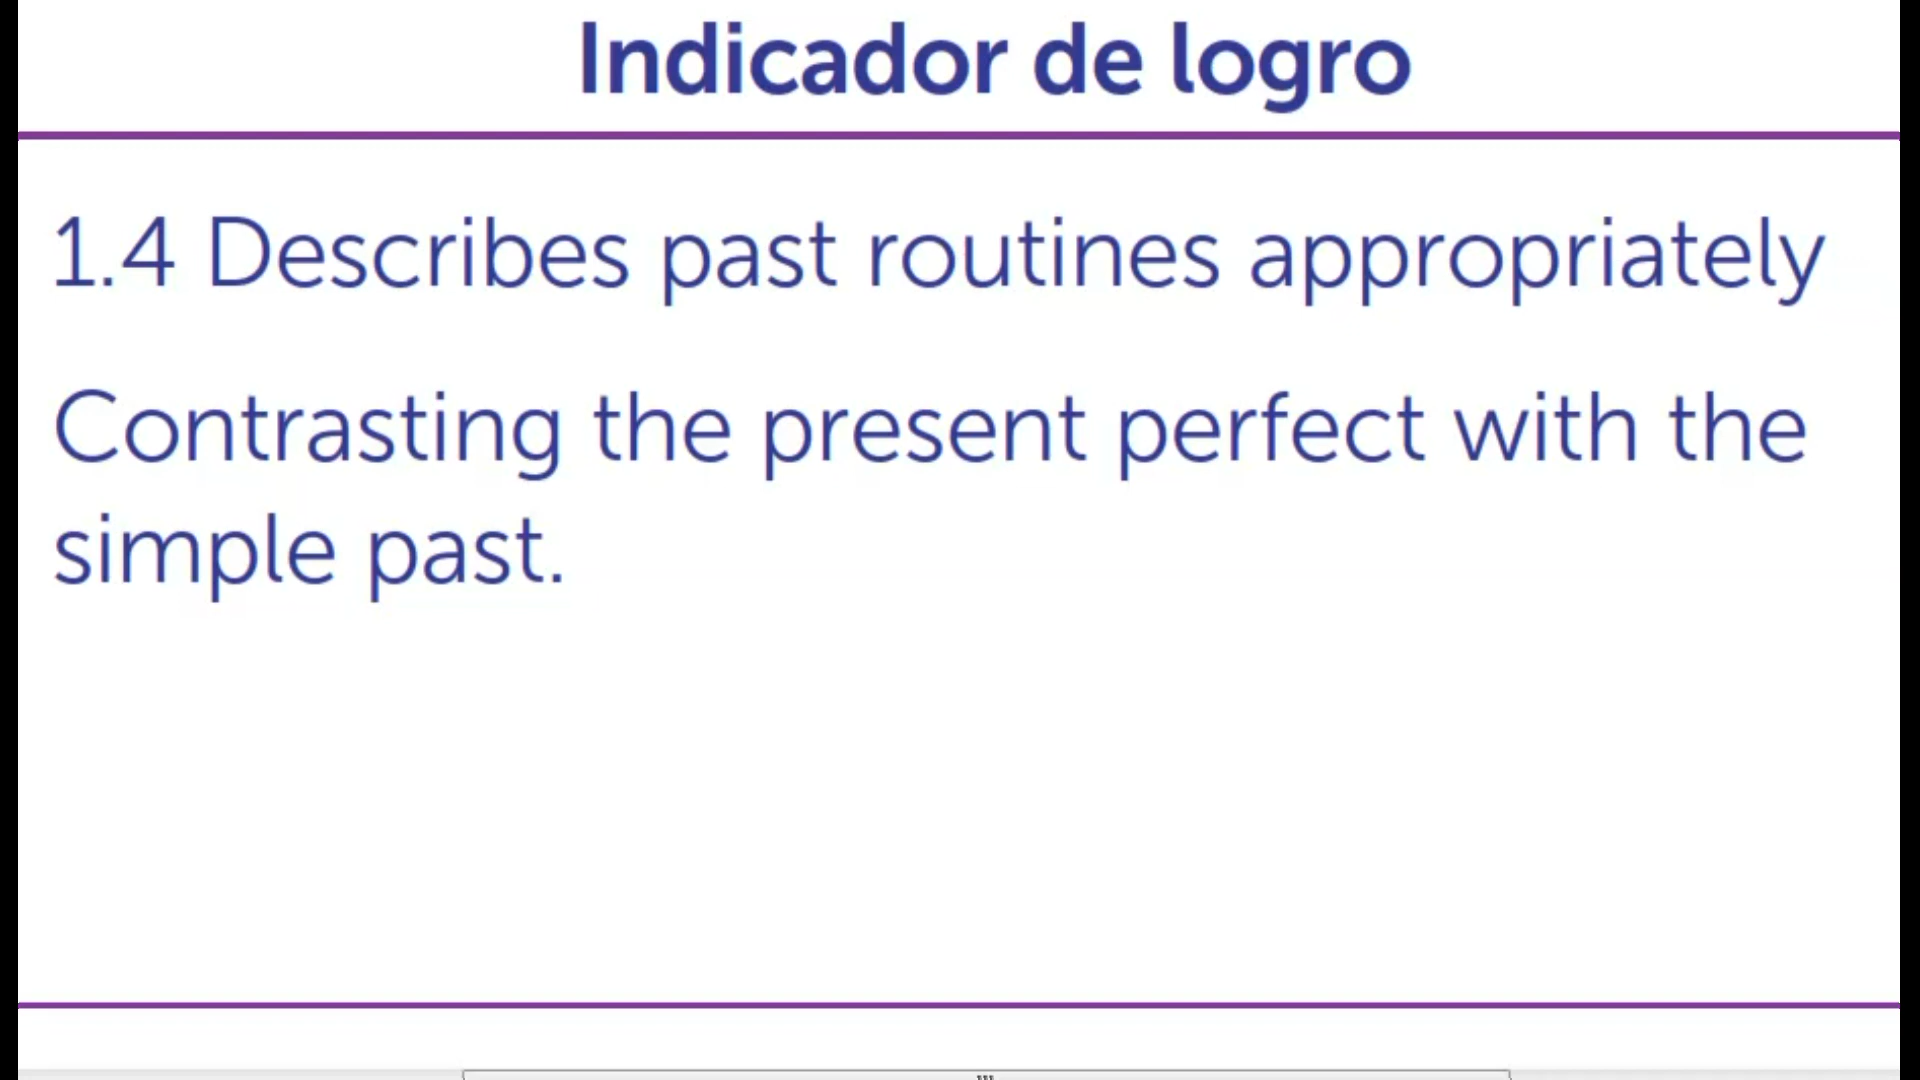 Indicador de logro
1.4 Describes past routines appropriately
Contrasting the present perfect with the
simple past.